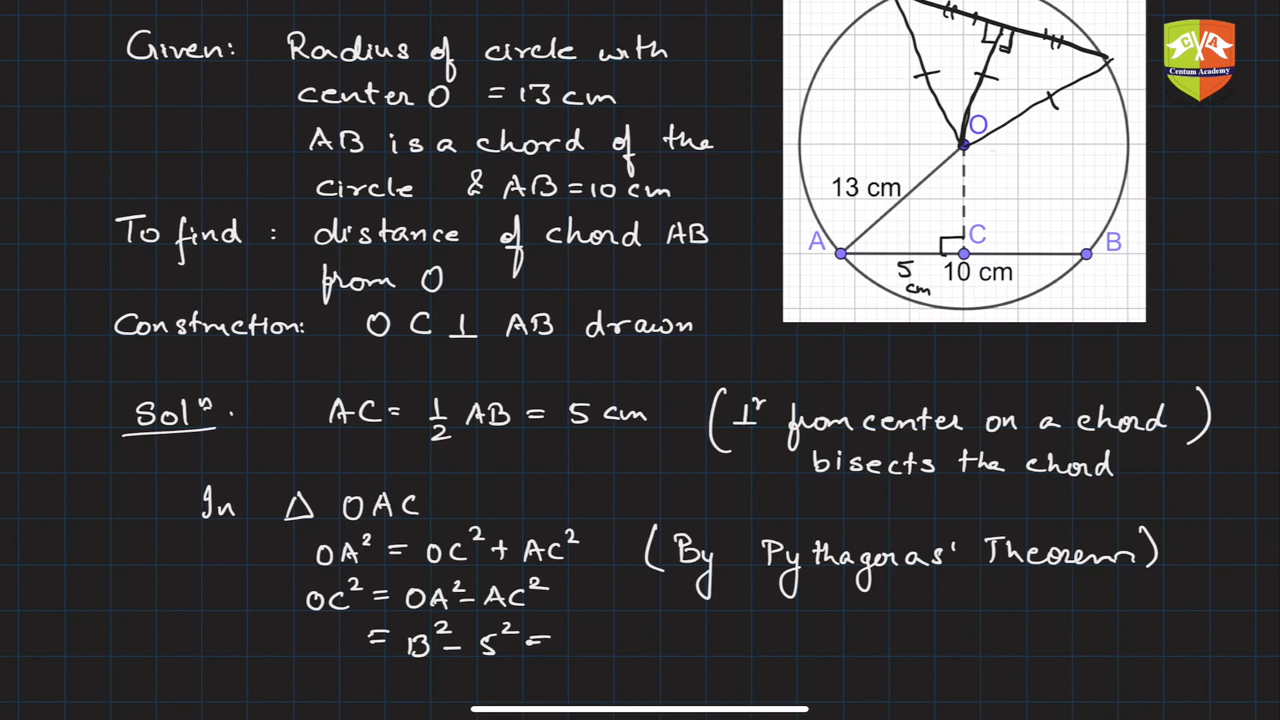 Given: Radius of circle with
center O = 13 cm
AB is a chord of the
circle & AB = 10 cm
To find : distance of chord AB
from O
Construction: OC ⊥ AB drawn
Solⁿ. AC = 1/2 AB = 5 cm (⊥ʳ from center on a chord
bisects the chord)
In △ OAC
OA² = OC² + AC² (By Pythagoras' Theorem)
OC² = OA² - AC²
= 13² - 5² =
O
13 cm
A C B
5 cm 10 cm
C A
Centum Academy